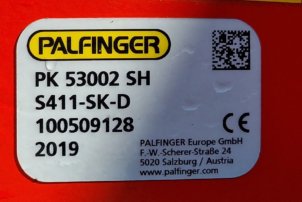 PALFINGER
PK 53002 SH
S411-SK-D
100509128
2019
PALFINGER Europe GmbH
F.-W.-Scherer-Straße 24
5020 Salzburg / Austria
www.palfinger.com
CE